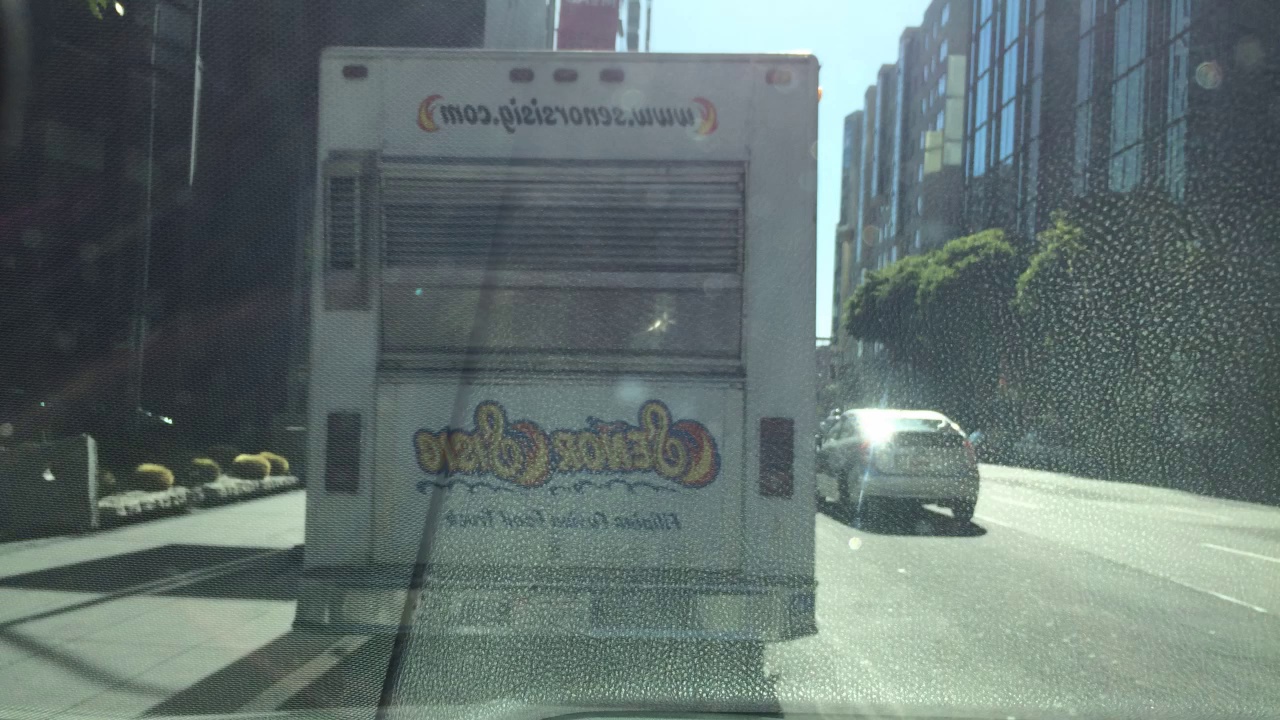 www.senorsisig.com
Señor Sisig
Filipino Fusion Food Truck